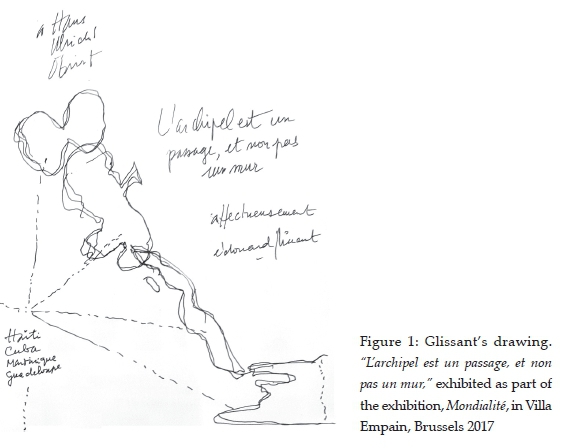 à Hans
Ulrich
Obrist
L'archipel est un
passage, et non pas
un mur
affectueusement
édouard glissant
Haïti
Cuba
Martinique
Guadeloupe
Figure 1: Glissant's drawing.
"L'archipel est un passage, et non
pas un mur," exhibited as part of
the exhibition, Mondialité, in Villa
Empain, Brussels 2017